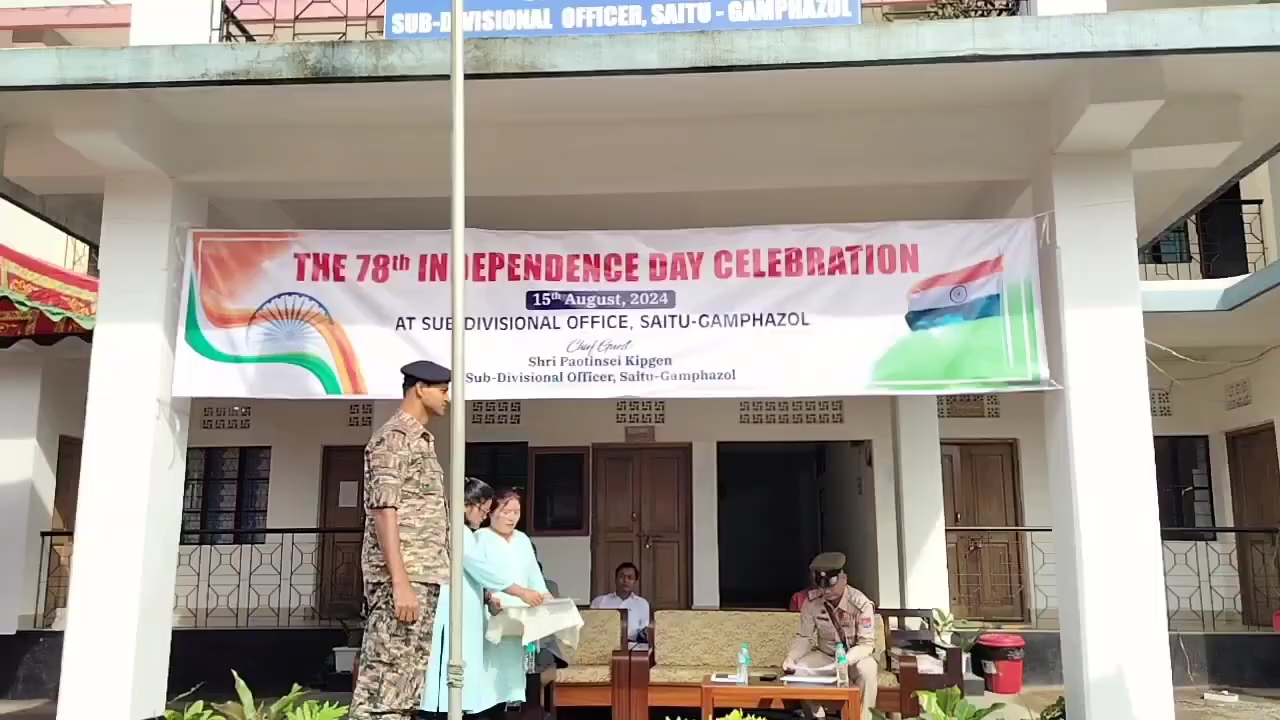 SUB-DIVISIONAL OFFICER, SAITU - GAMPHAZOL
THE 78th INDEPENDENCE DAY CELEBRATION
15th August, 2024
AT SUB-DIVISIONAL OFFICE, SAITU-GAMPHAZOL
Chief Guest
Shri Paotinsei Kipgen
Sub-Divisional Officer, Saitu-Gamphazol